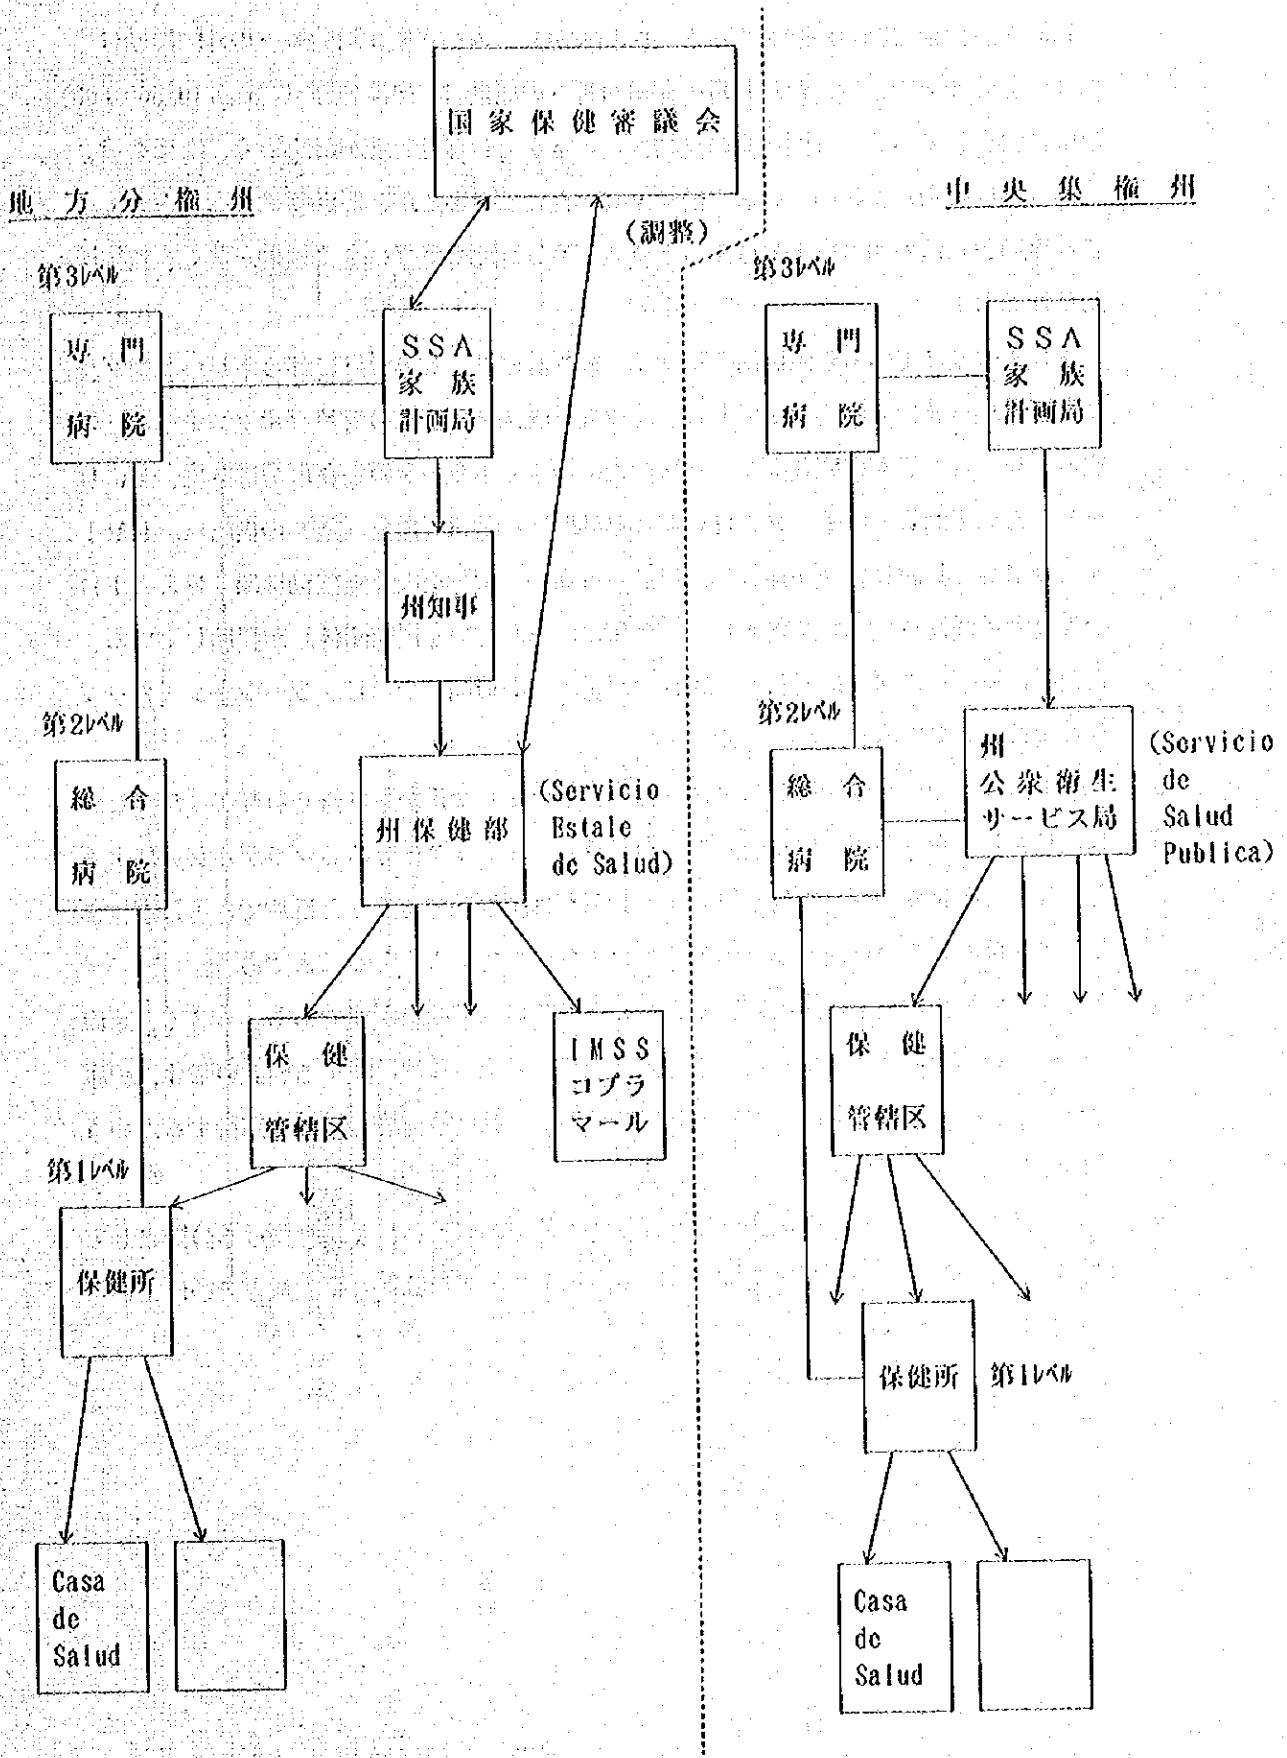 国家保健審議会
地方分権州
(調整)
第3レベル
専門
病院
SSA
家族
計画局
州知事
第2レベル
総合
病院
州保健部
(Servicio
Estale
de Salud)
保健
管轄区
IMSS
コプラ
マール
第1レベル
保健所
Casa
de
Salud
中央集権州
第3レベル
専門
病院
SSA
家族
計画局
第2レベル
総合
病院
州
公衆衛生
サービス局
(Servicio
de
Salud
Publica)
保健
管轄区
保健所
第1レベル
Casa
de
Salud